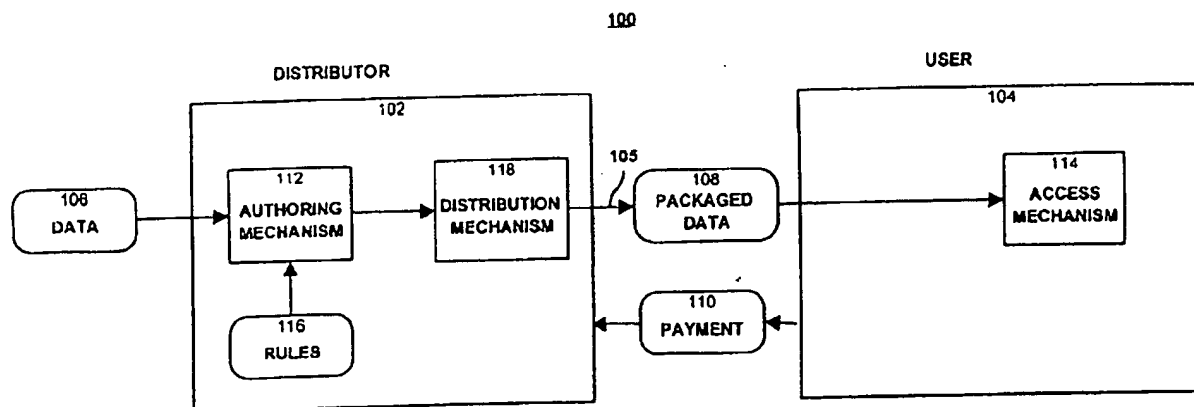 100
DISTRIBUTOR
USER
102
104
105
106
DATA
112
AUTHORING
MECHANISM
118
DISTRIBUTION
MECHANISM
108
PACKAGED
DATA
114
ACCESS
MECHANISM
116
RULES
110
PAYMENT